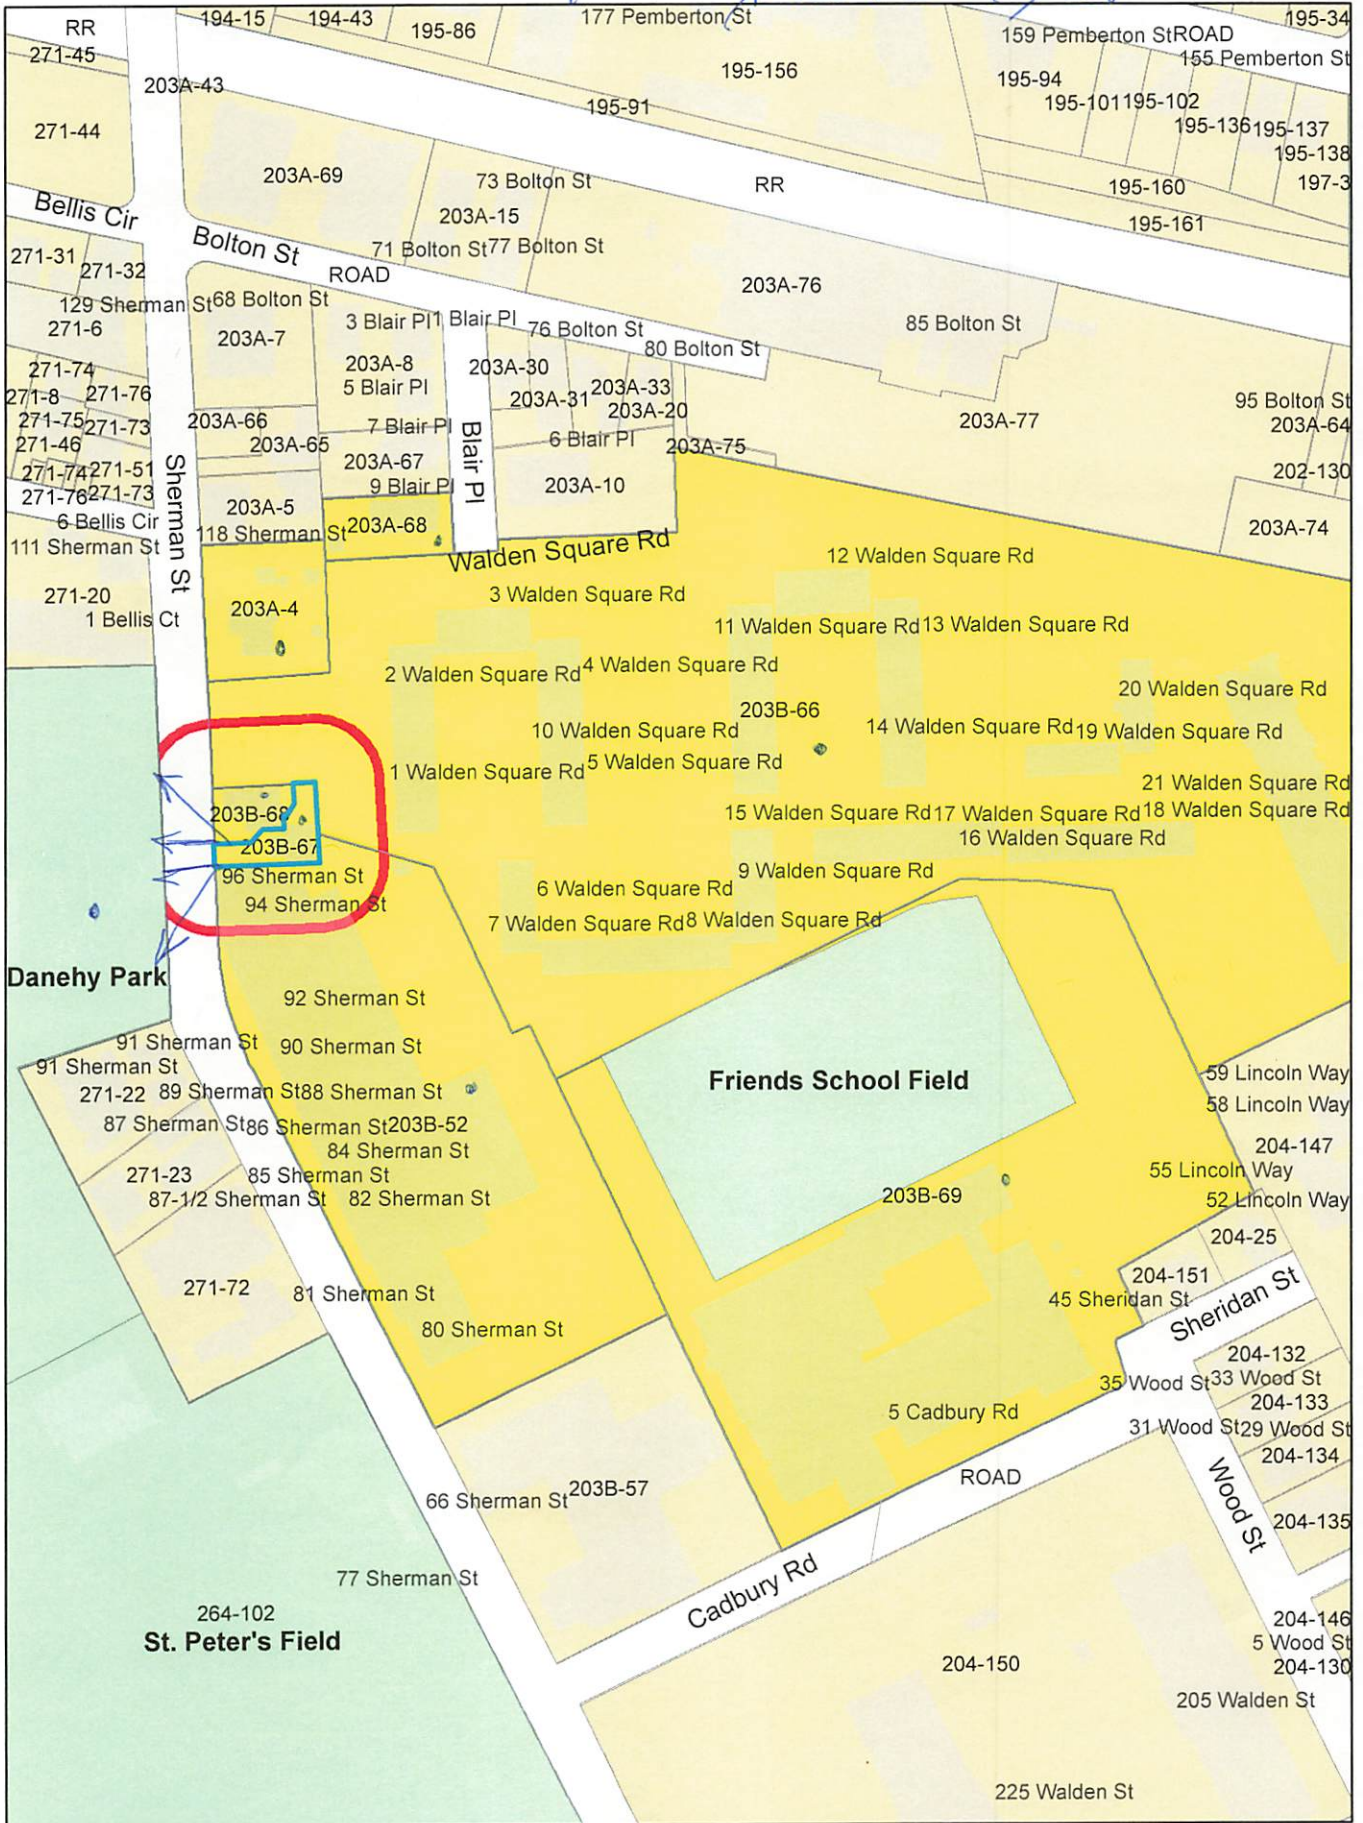 194-15
194-43
195-86
177 Pemberton St
159 Pemberton St
ROAD
195-34
155 Pemberton St
RR
271-45
203A-43
195-156
195-94
195-101
195-102
195-91
195-136
195-137
195-138
271-44
203A-69
73 Bolton St
RR
195-160
197-3
Bellis Cir
203A-15
195-161
Bolton St
71 Bolton St
77 Bolton St
271-31
271-32
ROAD
203A-76
129 Sherman St
68 Bolton St
3 Blair Pl
1 Blair Pl
76 Bolton St
85 Bolton St
271-6
203A-7
80 Bolton St
271-74
203A-8
203A-30
271-8
271-76
5 Blair Pl
203A-31
203A-33
95 Bolton St
271-75
271-73
203A-66
7 Blair Pl
203A-20
203A-77
203A-64
271-46
203A-65
6 Blair Pl
203A-75
Blair Pl
271-74
271-51
203A-67
202-130
271-76
271-73
9 Blair Pl
203A-10
Sherman St
203A-5
6 Bellis Cir
118 Sherman St
203A-68
203A-74
111 Sherman St
Walden Square Rd
12 Walden Square Rd
271-20
203A-4
3 Walden Square Rd
1 Bellis Ct
11 Walden Square Rd
13 Walden Square Rd
2 Walden Square Rd
4 Walden Square Rd
20 Walden Square Rd
203B-66
10 Walden Square Rd
14 Walden Square Rd
19 Walden Square Rd
1 Walden Square Rd
5 Walden Square Rd
21 Walden Square Rd
203B-68
15 Walden Square Rd
17 Walden Square Rd
18 Walden Square Rd
203B-67
16 Walden Square Rd
96 Sherman St
9 Walden Square Rd
94 Sherman St
6 Walden Square Rd
7 Walden Square Rd
8 Walden Square Rd
Danehy Park
92 Sherman St
91 Sherman St
90 Sherman St
91 Sherman St
Friends School Field
59 Lincoln Way
271-22
89 Sherman St
88 Sherman St
58 Lincoln Way
87 Sherman St
86 Sherman St
203B-52
204-147
84 Sherman St
271-23
85 Sherman St
55 Lincoln Way
87-1/2 Sherman St
82 Sherman St
203B-69
52 Lincoln Way
204-25
271-72
81 Sherman St
204-151
45 Sheridan St
Sheridan St
80 Sherman St
204-132
35 Wood St
33 Wood St
204-133
5 Cadbury Rd
31 Wood St
29 Wood St
204-134
ROAD
66 Sherman St
203B-57
Wood St
204-135
77 Sherman St
Cadbury Rd
264-102
St. Peter's Field
204-146
5 Wood St
204-150
204-130
205 Walden St
225 Walden St